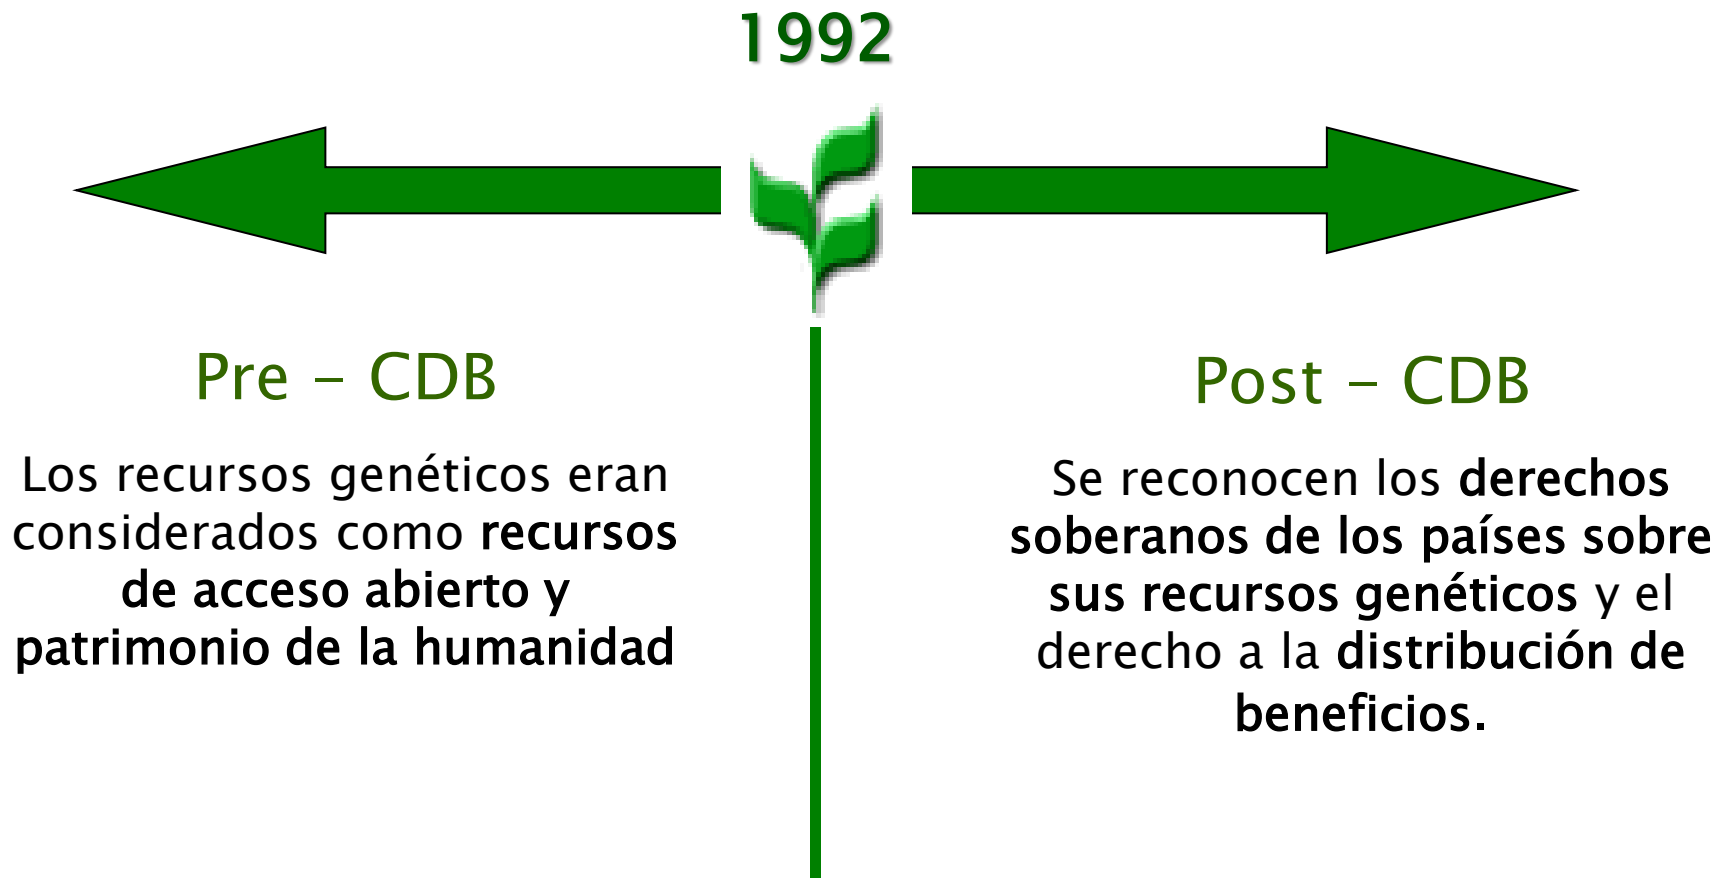 1992
Pre – CDB
Los recursos genéticos eran
considerados como recursos
de acceso abierto y
patrimonio de la humanidad
Post – CDB
Se reconocen los derechos
soberanos de los países sobre
sus recursos genéticos y el
derecho a la distribución de
beneficios.